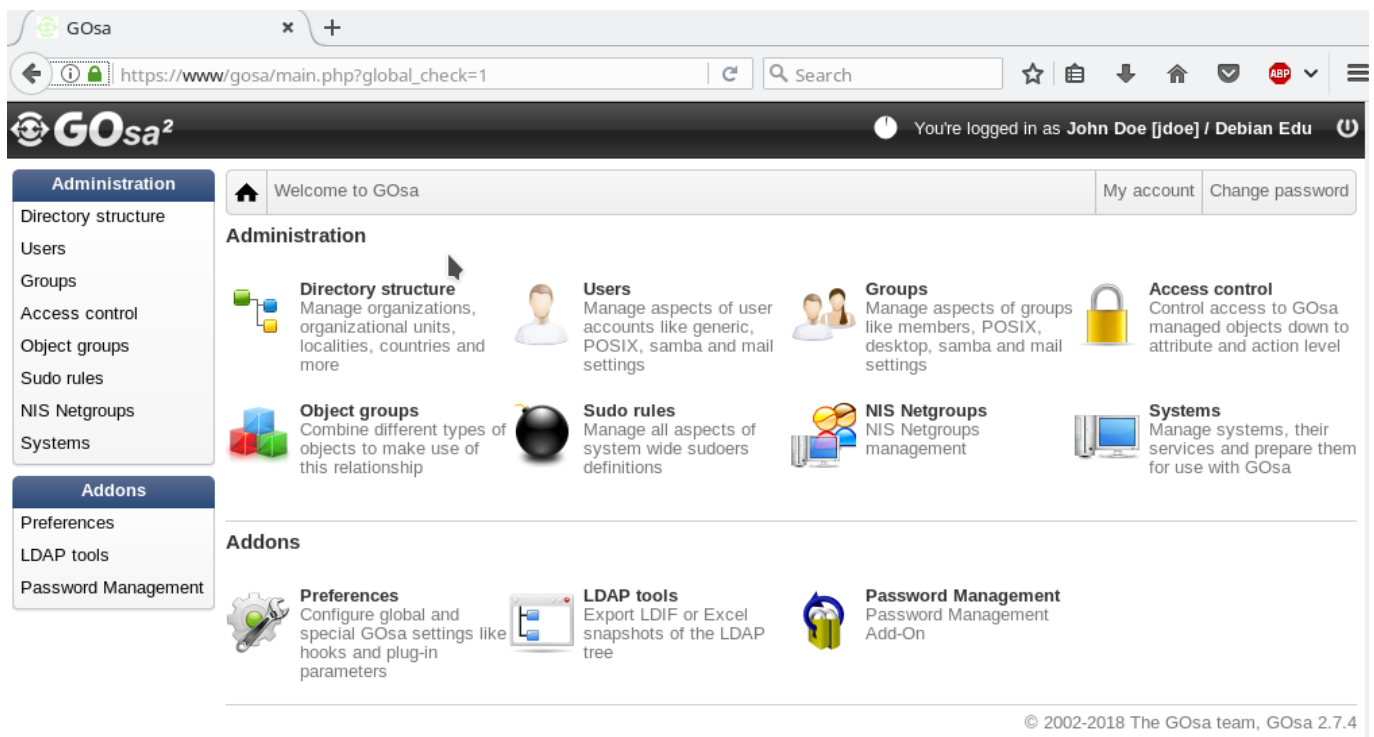 GOsa
https://www/gosa/main.php?global_check=1
Search
ABP
GOsa²
You're logged in as John Doe [jdoe] / Debian Edu
Administration
Directory structure
Users
Groups
Access control
Object groups
Sudo rules
NIS Netgroups
Systems
Addons
Preferences
LDAP tools
Password Management
Welcome to GOsa
My account
Change password
Administration
Directory structure
Manage organizations,
organizational units,
localities, countries and
more
Users
Manage aspects of user
accounts like generic,
POSIX, samba and mail
settings
Groups
Manage aspects of groups
like members, POSIX,
desktop, samba and mail
settings
Access control
Control access to GOsa
managed objects down to
attribute and action level
Object groups
Combine different types of
objects to make use of
this relationship
Sudo rules
Manage all aspects of
system wide sudoers
definitions
NIS Netgroups
NIS Netgroups
management
Systems
Manage systems, their
services and prepare them
for use with GOsa
Addons
Preferences
Configure global and
special GOsa settings like
hooks and plug-in
parameters
LDAP tools
Export LDIF or Excel
snapshots of the LDAP
tree
Password Management
Password Management
Add-On
© 2002-2018 The GOsa team, GOsa 2.7.4